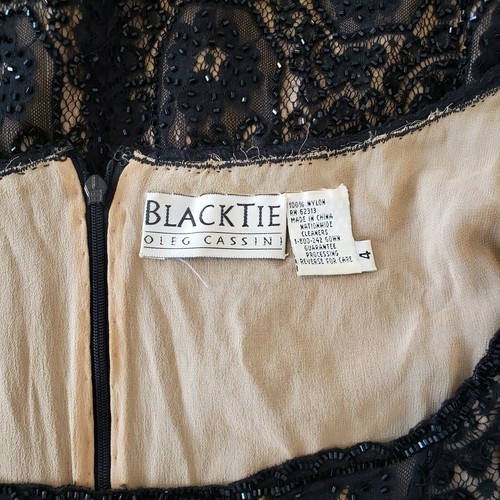 BLACKTIE
OLEG CASSINI
100% NYLON
RN 62313
MADE IN CHINA
NATIONWIDE
CLEANERS
1-800-242 GOWN
GUARANTEE
PROCESSING
REVERSE FOR CARE
4